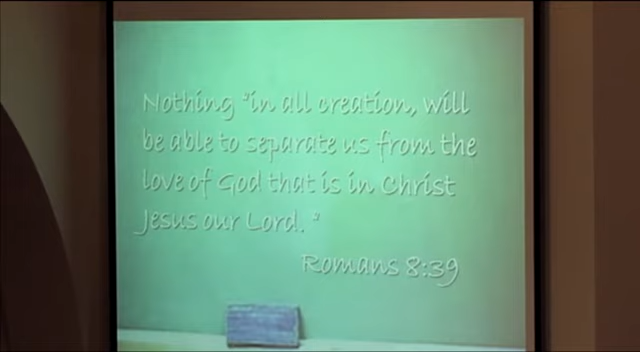 Nothing "in all creation, will
be able to separate us from the
love of God that is in Christ
Jesus our Lord. "
Romans 8:39